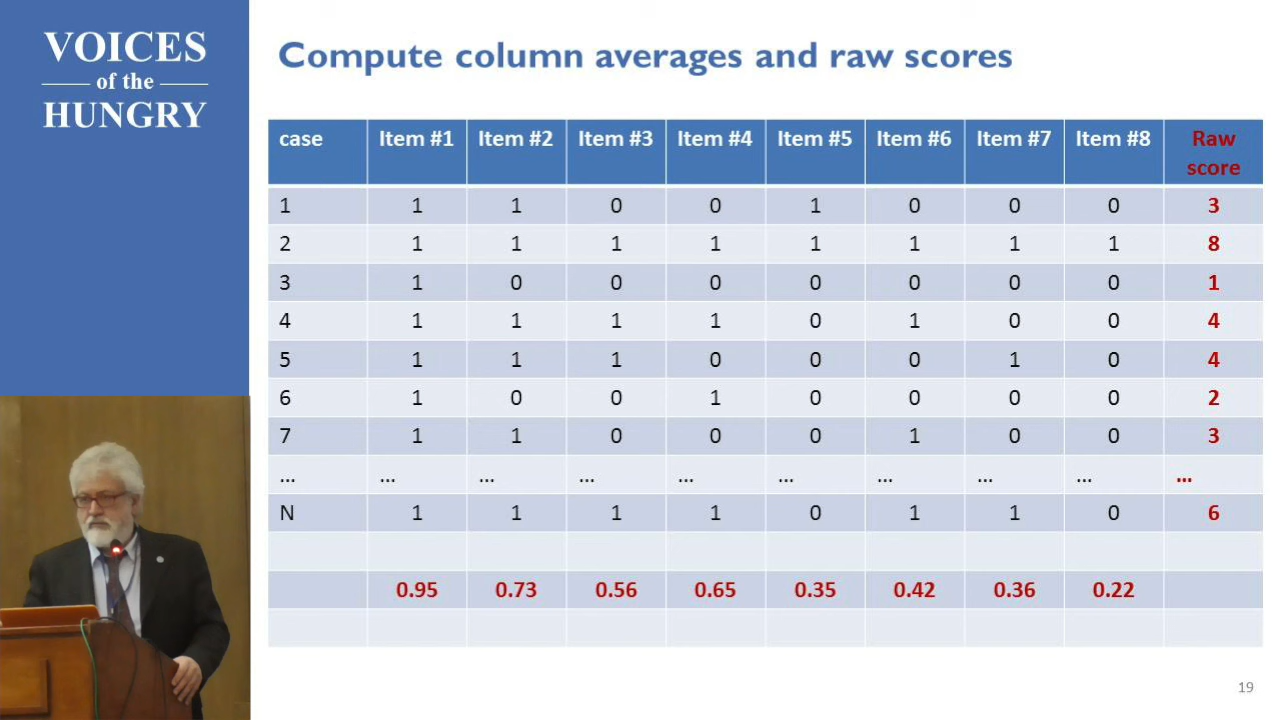 VOICES
of the
HUNGRY
Compute column averages and raw scores
case Item #1 Item #2 Item #3 Item #4 Item #5 Item #6 Item #7 Item #8 Raw score
1 1 1 0 0 1 0 0 0 3
2 1 1 1 1 1 1 1 1 8
3 1 0 0 0 0 0 0 0 1
4 1 1 1 1 0 1 0 0 4
5 1 1 1 0 0 0 1 0 4
6 1 0 0 1 0 0 0 0 2
7 1 1 0 0 0 1 0 0 3
... ... ... ... ... ... ... ... ... ...
N 1 1 1 1 0 1 1 0 6
0.95 0.73 0.56 0.65 0.35 0.42 0.36 0.22
19